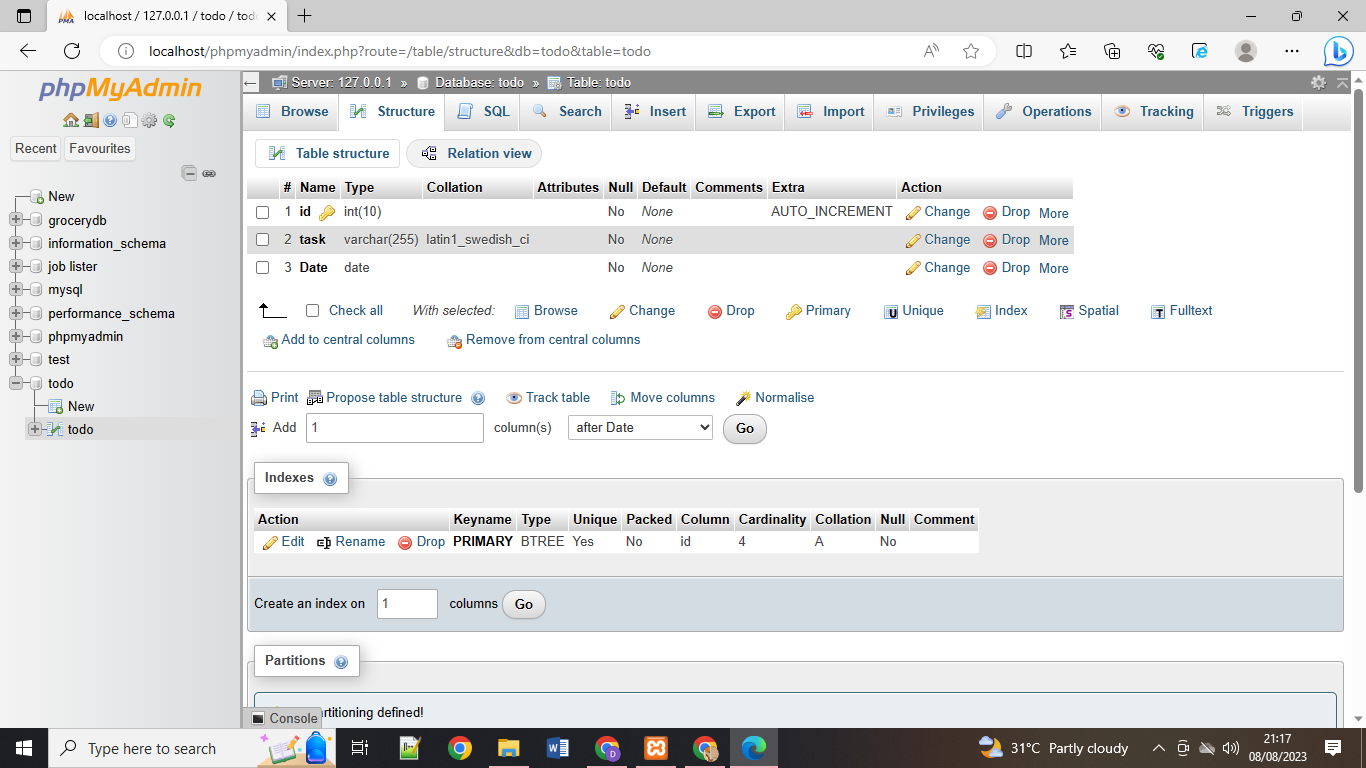 localhost / 127.0.0.1 / todo / tod
localhost/phpmyadmin/index.php?route=/table/structure&db=todo&table=todo
phpMyAdmin
Recent Favourites
New
grocerydb
information_schema
job lister
mysql
performance_schema
phpmyadmin
test
todo
New
todo
Server: 127.0.0.1 » Database: todo » Table: todo
Browse Structure SQL Search Insert Export Import Privileges Operations Tracking Triggers
Table structure Relation view
# Name Type Collation Attributes Null Default Comments Extra Action
1 id int(10) No None AUTO_INCREMENT Change Drop More
2 task varchar(255) latin1_swedish_ci No None Change Drop More
3 Date date No None Change Drop More
Check all With selected: Browse Change Drop Primary Unique Index Spatial Fulltext
Add to central columns Remove from central columns
Print Propose table structure Track table Move columns Normalise
Add 1 column(s) after Date Go
Indexes
Action Keyname Type Unique Packed Column Cardinality Collation Null Comment
Edit Rename Drop PRIMARY BTREE Yes No id 4 A No
Create an index on 1 columns Go
Partitions
rtitioning defined!
Console
Type here to search
31°C Partly cloudy
21:17
08/08/2023